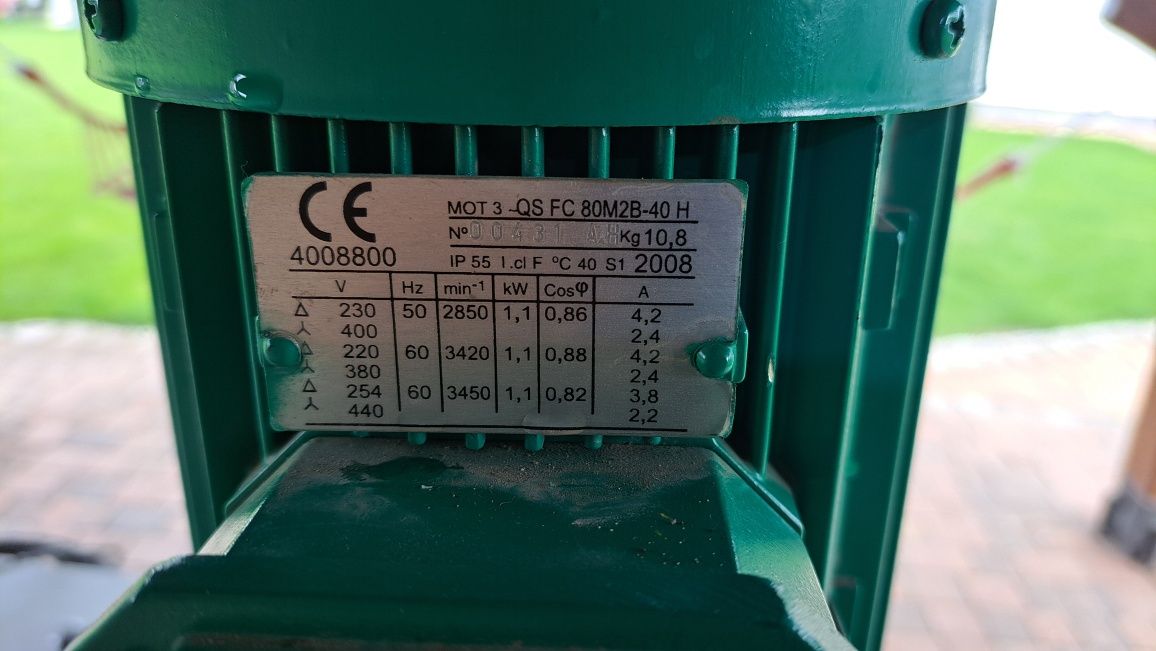 CE
MOT 3 ~QS FC 80M2B-40 H
Nº 00431 AH Kg 10,8
4008800
IP 55 I.cl F ºC 40 S1 2008
V Hz min⁻¹ kW Cosφ A
Δ 230 50 2850 1,1 0,86 4,2
⅄ 400 2,4
Δ 220 60 3420 1,1 0,88 4,2
⅄ 380 2,4
Δ 254 60 3450 1,1 0,82 3,8
⅄ 440 2,2